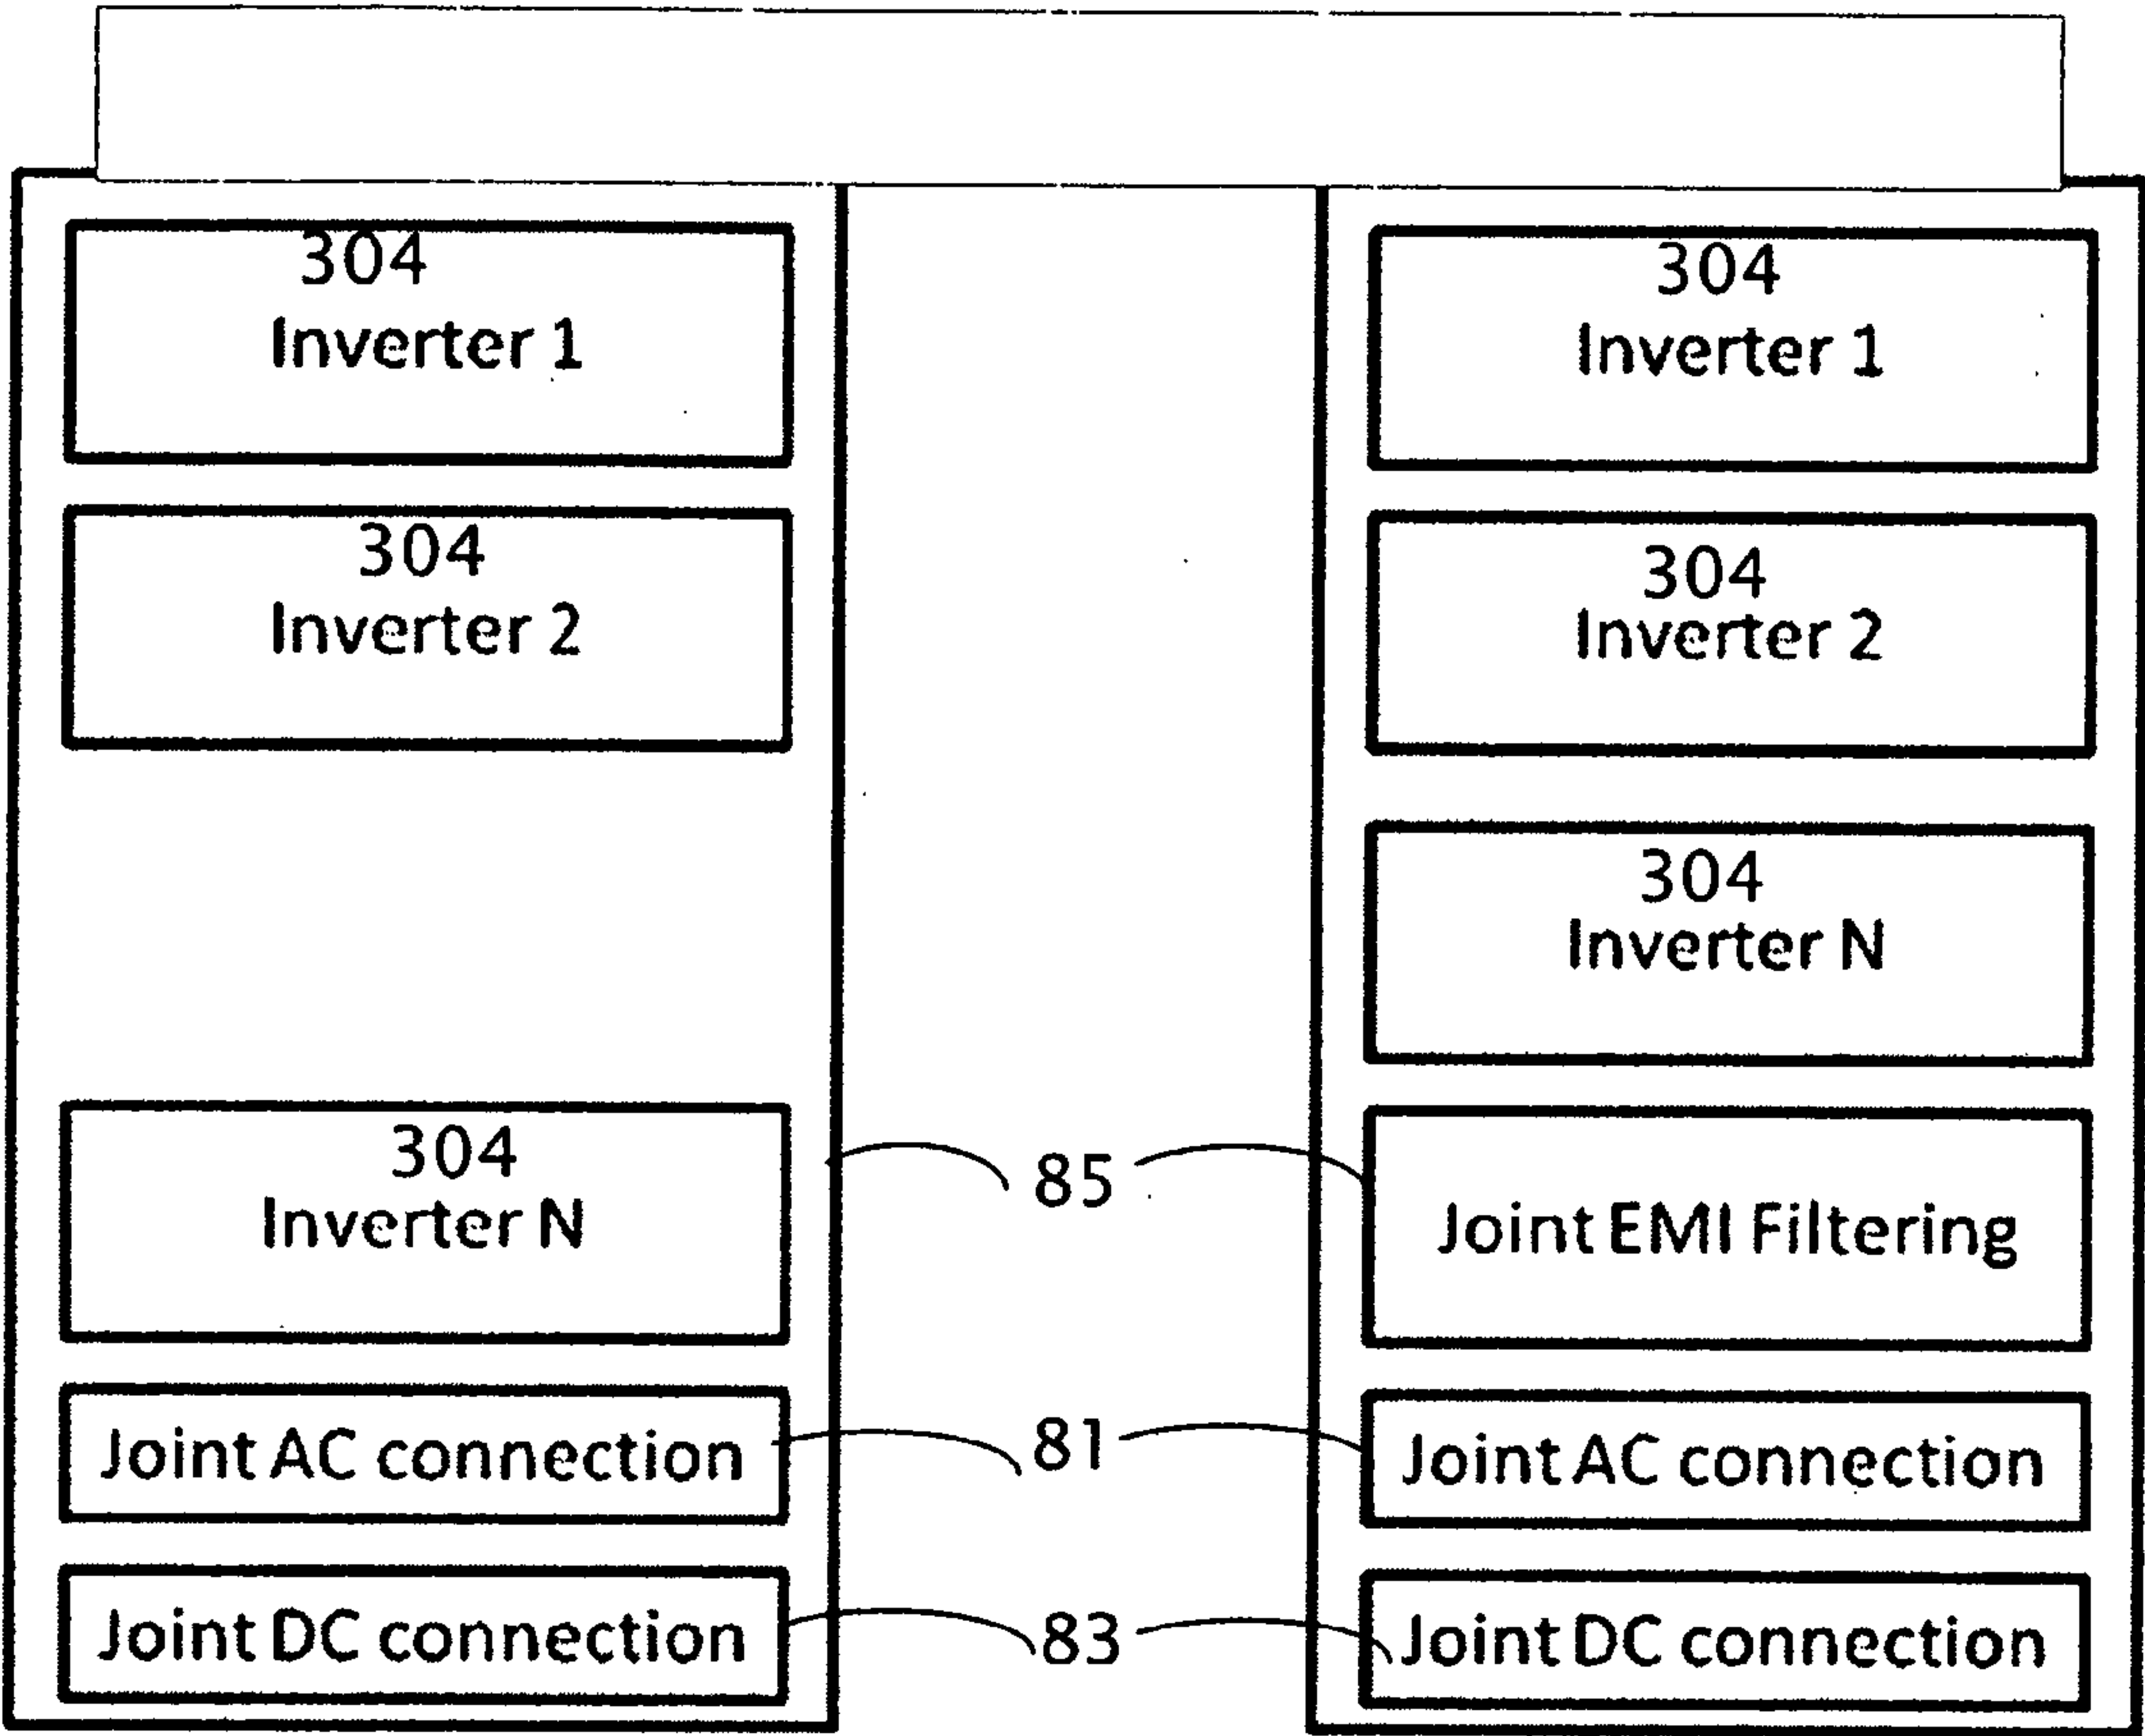 304
Inverter 1
304
Inverter 2
304
Inverter N
Joint AC connection
Joint DC connection
85
81
83
304
Inverter 1
304
Inverter 2
304
Inverter N
Joint EMI Filtering
Joint AC connection
Joint DC connection